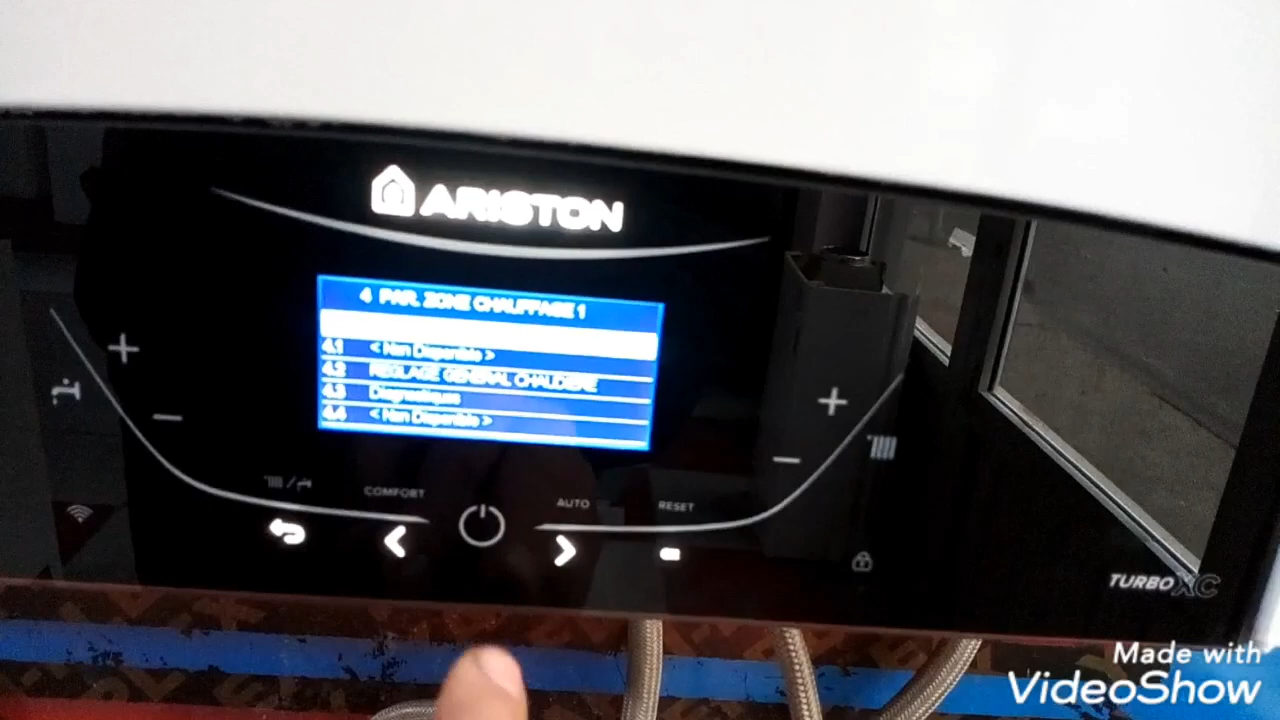 ARISTON
4 PAR. ZONE CHAUFFAGE 1
4.1 < Non Disponible >
4.2 REGLAGE GENERAL CHAUDIERE
4.3 Diagnostiques
4.4 < Non Disponible >
COMFORT
AUTO
RESET
TURBO XC
Made with
VideoShow